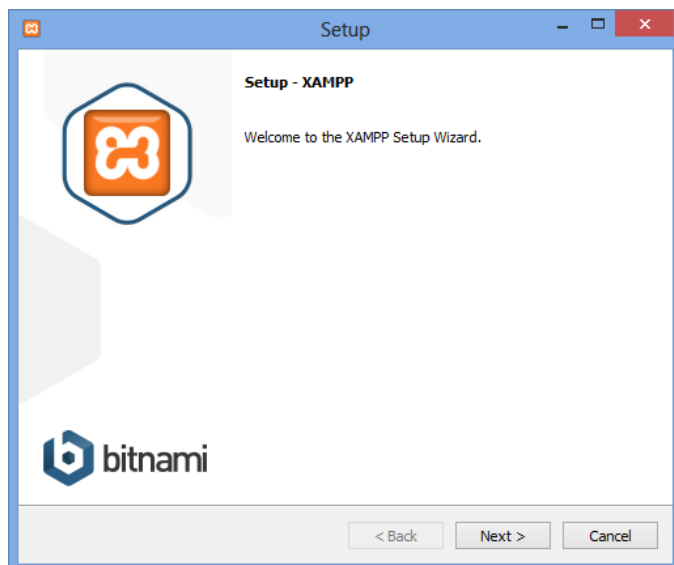 Setup
Setup - XAMPP
Welcome to the XAMPP Setup Wizard.
bitnami
< Back
Next >
Cancel